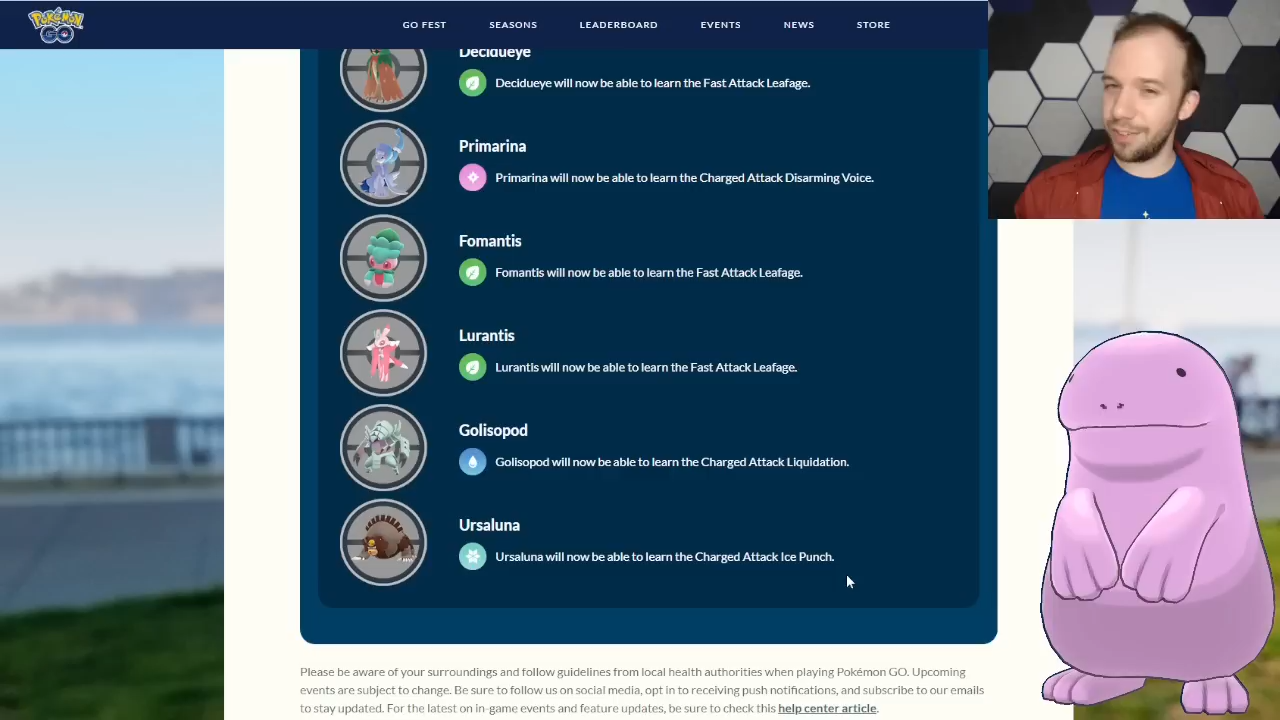 POKÉMON
GO
GO FEST SEASONS LEADERBOARD EVENTS NEWS STORE
Decidueye
Decidueye will now be able to learn the Fast Attack Leafage.
Primarina
Primarina will now be able to learn the Charged Attack Disarming Voice.
Fomantis
Fomantis will now be able to learn the Fast Attack Leafage.
Lurantis
Lurantis will now be able to learn the Fast Attack Leafage.
Golisopod
Golisopod will now be able to learn the Charged Attack Liquidation.
Ursaluna
Ursaluna will now be able to learn the Charged Attack Ice Punch.
Please be aware of your surroundings and follow guidelines from local health authorities when playing Pokémon GO. Upcoming
events are subject to change. Be sure to follow us on social media, opt in to receiving push notifications, and subscribe to our emails
to stay updated. For the latest on in-game events and feature updates, be sure to check this help center article.